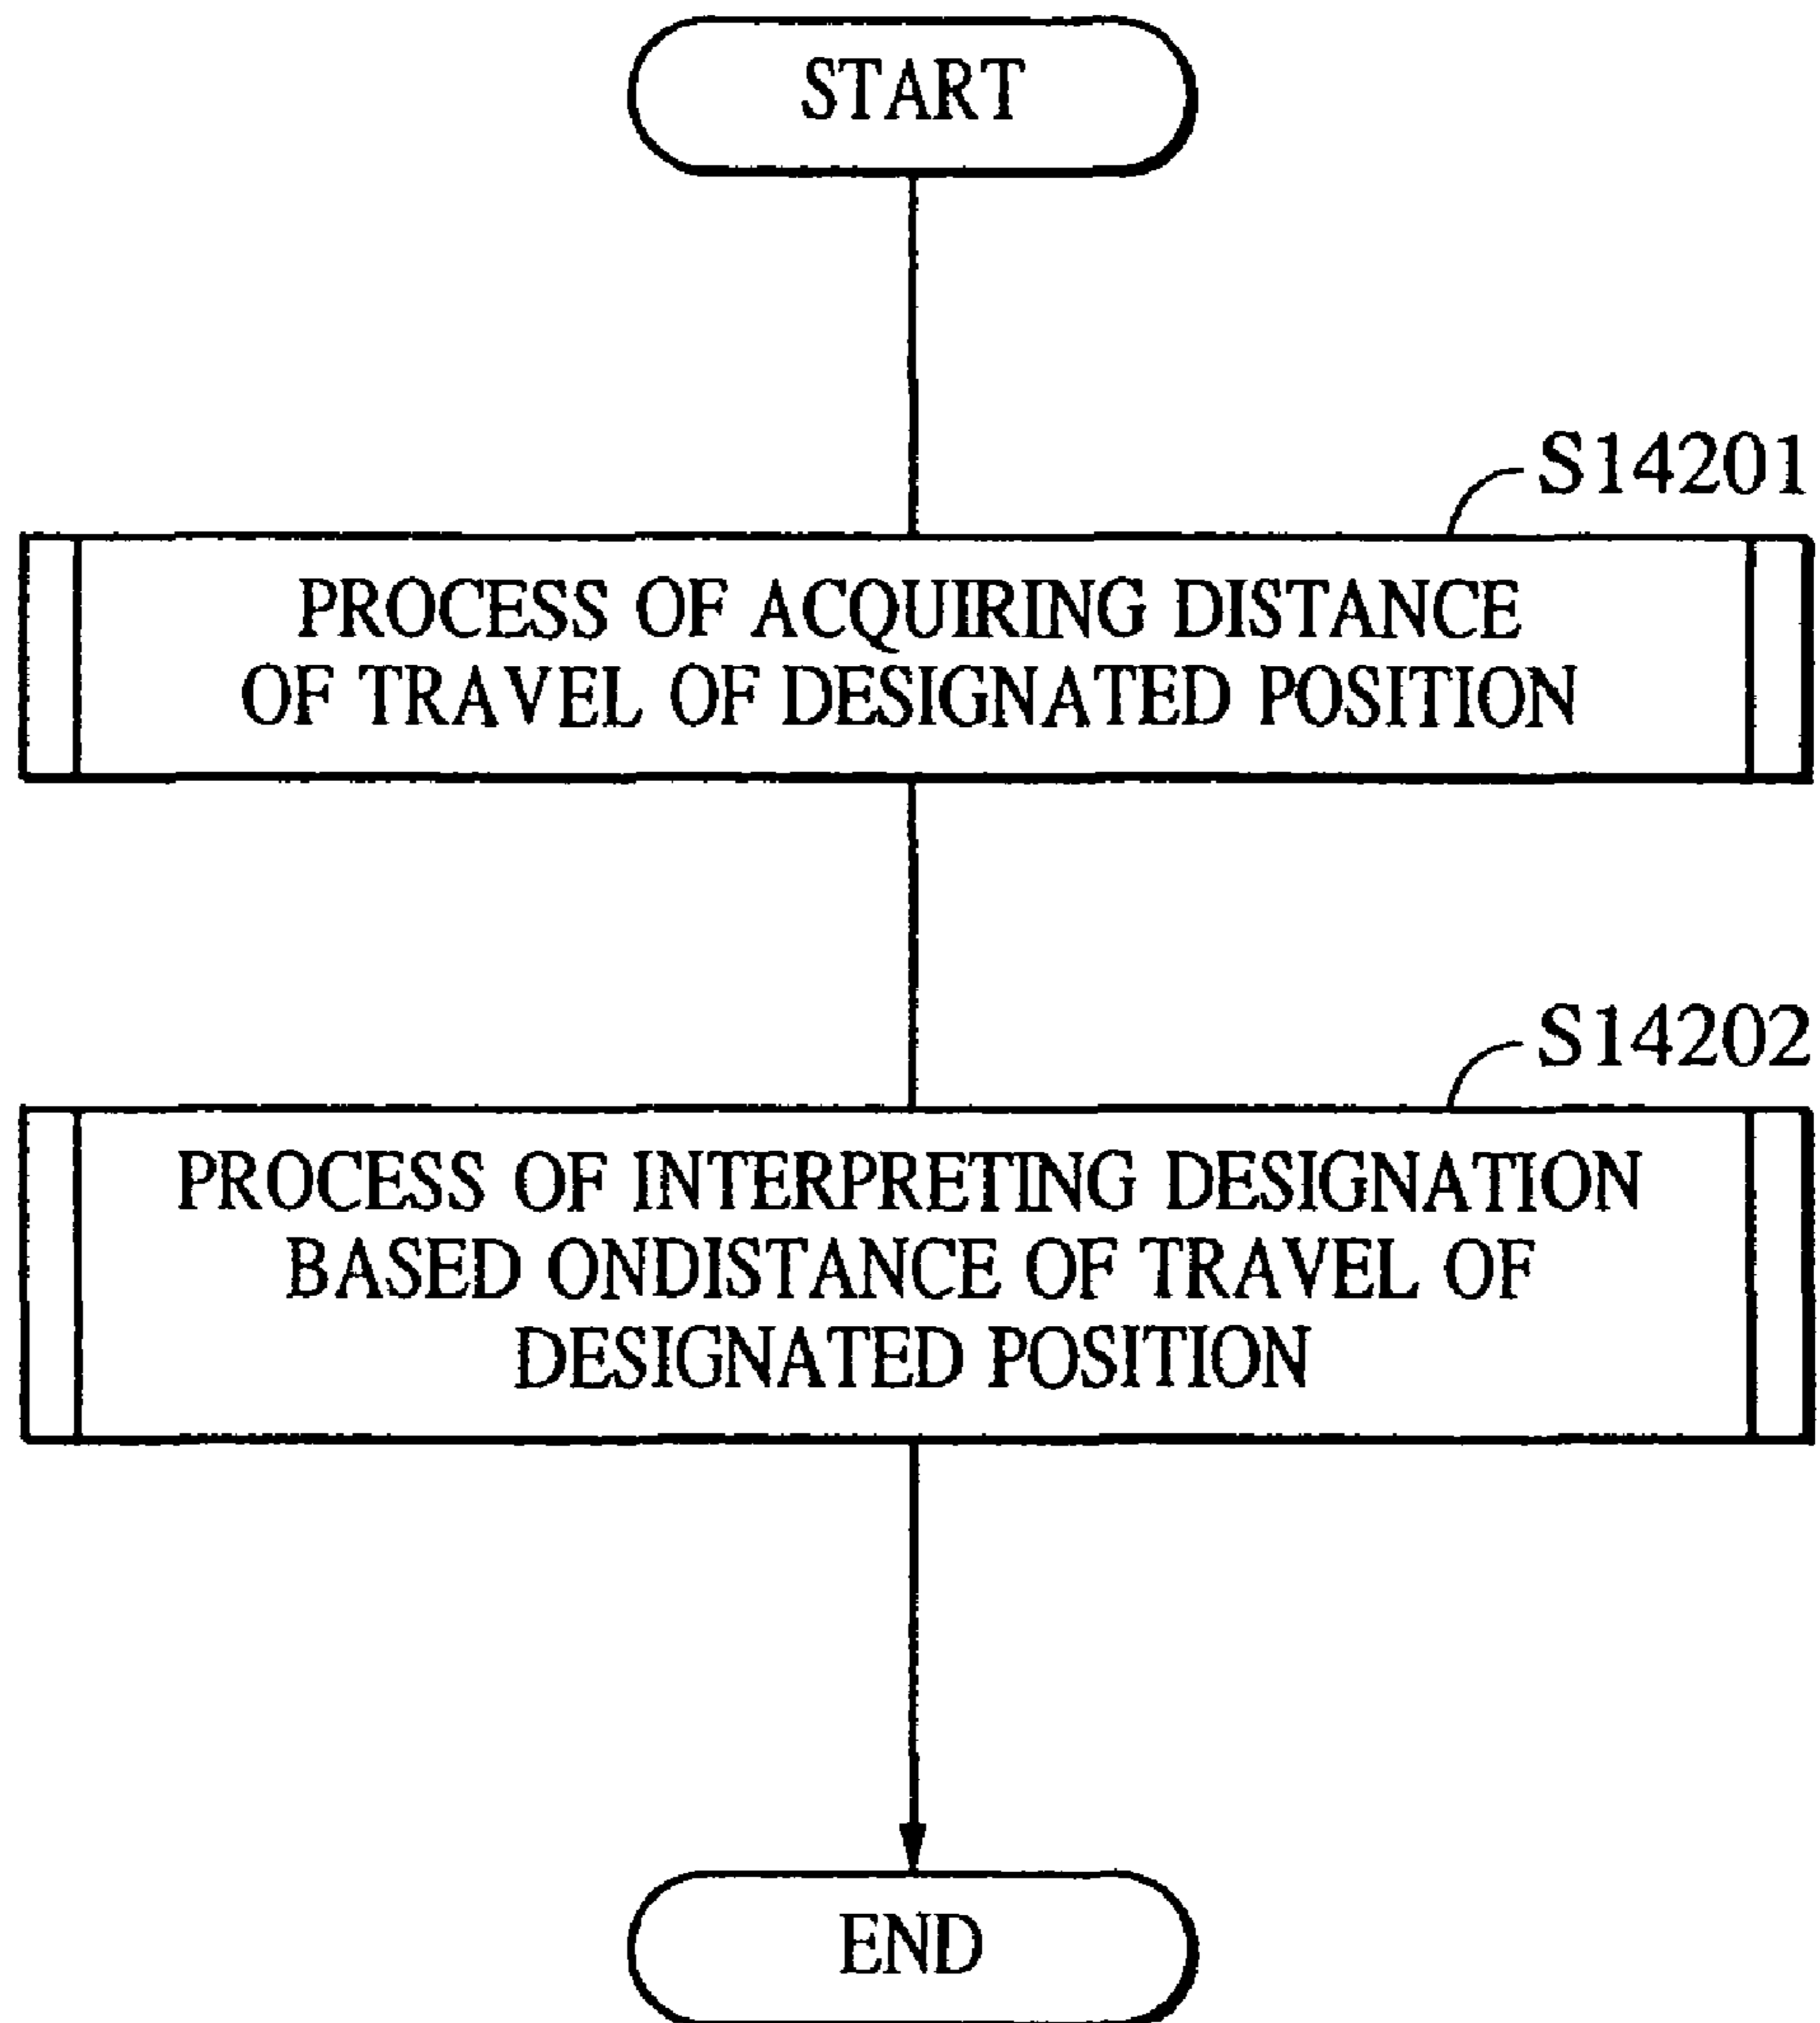 START
S14201
PROCESS OF ACQUIRING DISTANCE
OF TRAVEL OF DESIGNATED POSITION
S14202
PROCESS OF INTERPRETING DESIGNATION
BASED ONDISTANCE OF TRAVEL OF
DESIGNATED POSITION
END